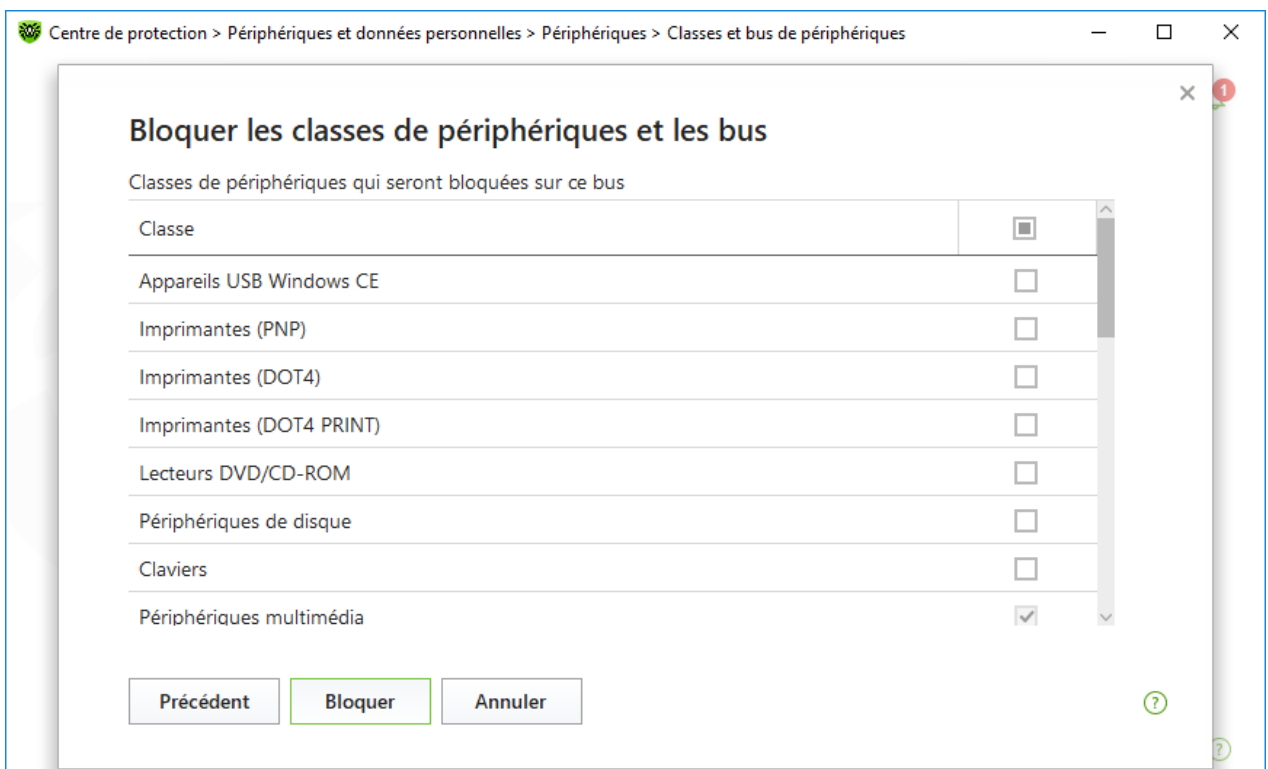 Centre de protection > Périphériques et données personnelles > Périphériques > Classes et bus de périphériques
1
Bloquer les classes de périphériques et les bus
Classes de périphériques qui seront bloquées sur ce bus
Classe
Appareils USB Windows CE
Imprimantes (PNP)
Imprimantes (DOT4)
Imprimantes (DOT4 PRINT)
Lecteurs DVD/CD-ROM
Périphériques de disque
Claviers
Périphériques multimédia
Précédent Bloquer Annuler ?
?